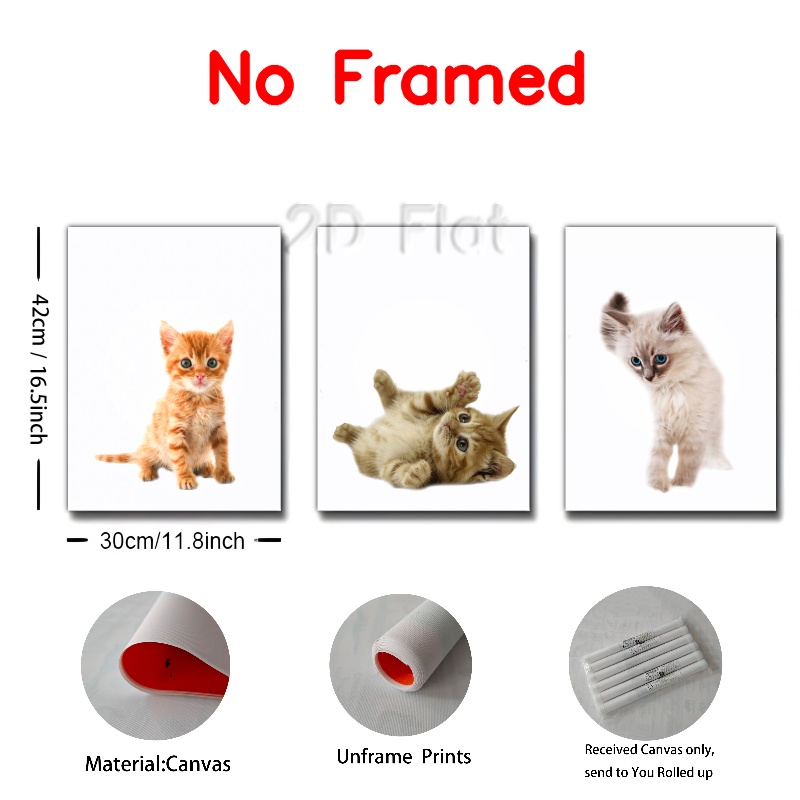 No Framed
2D Flat
42cm / 16.5inch
30cm/11.8inch
Material:Canvas
Unframe Prints
Received Canvas only,
send to You Rolled up